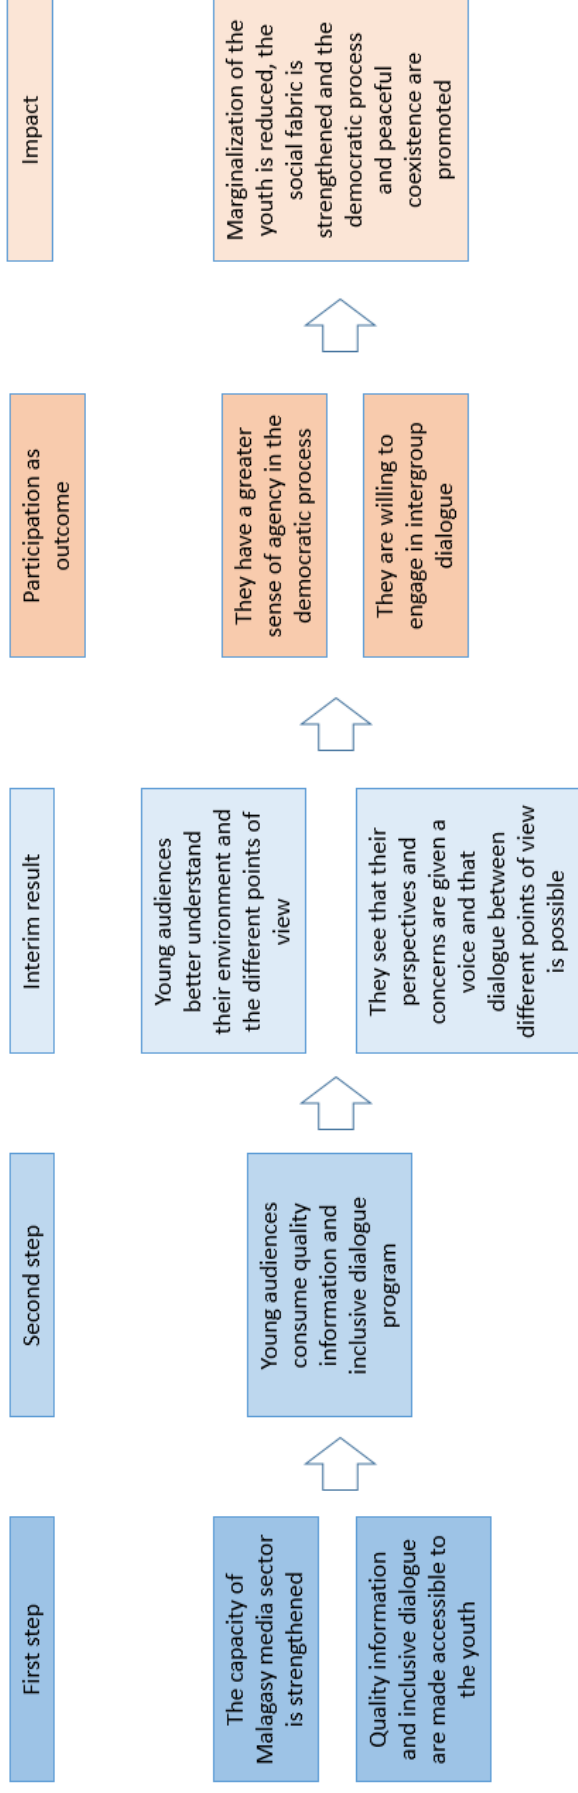 First step
Second step
Interim result
Participation as
outcome
Impact
The capacity of
Malagasy media sector
is strengthened
Quality information
and inclusive dialogue
are made accessible to
the youth
Young audiences
consume quality
information and
inclusive dialogue
program
Young audiences
better understand
their environment and
the different points of
view
They see that their
perspectives and
concerns are given a
voice and that
dialogue between
different points of view
is possible
They have a greater
sense of agency in the
democratic process
They are willing to
engage in intergroup
dialogue
Marginalization of the
youth is reduced, the
social fabric is
strengthened and the
democratic process
and peaceful
coexistence are
promoted